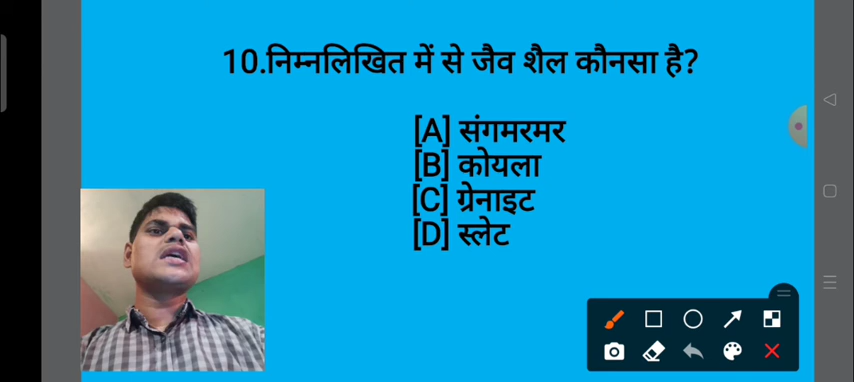 10.निम्नलिखित में से जैव शैल कौनसा है?
[A] संगमरमर
[B] कोयला
[C] ग्रेनाइट
[D] स्लेट